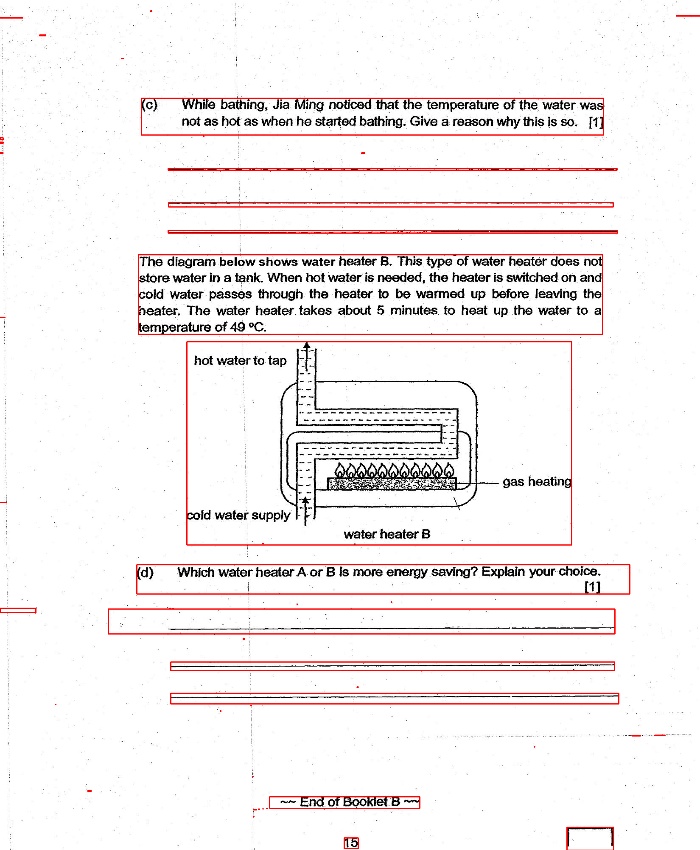 (c) While bathing, Jia Ming noticed that the temperature of the water was
not as hot as when he started bathing. Give a reason why this is so. [1]
The diagram below shows water heater B. This type of water heater does not
store water in a tank. When hot water is needed, the heater is switched on and
cold water passes through the heater to be warmed up before leaving the
heater. The water heater takes about 5 minutes to heat up the water to a
temperature of 49 ºC.
hot water to tap
gas heating
cold water supply
water heater B
(d) Which water heater A or B is more energy saving? Explain your choice.
[1]
~~ End of Booklet B ~~
15